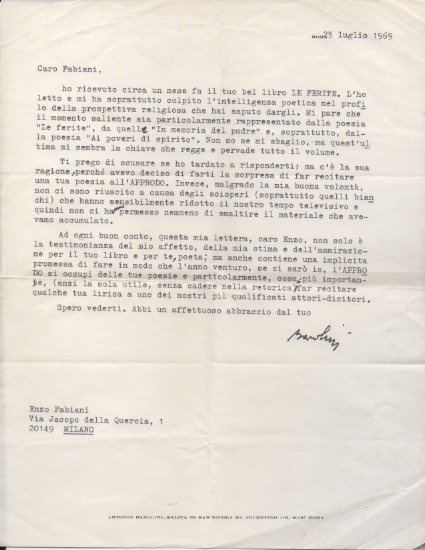 ROMA 25 luglio 1969
Caro Fabiani,
ho ricevuto circa un mese fa il tuo bel libro LE FERITE. L'ho
letto e mi ha soprattutto colpito l'intelligenza poetica nel profi
lo della prospettiva religiosa che hai saputo dargli. Mi pare che
il momento saliente sia particolarmente rappresentato dalla poesia
"Le ferite", da quella "In memoria del padre" e, soprattutto, dal-
la poesia "Ai poveri di spirito". Non so se mi sbaglio, ma quest'ul
tima mi sembra la chiave che regge e pervade tutto il volume.
Ti prego di scusare se ho tardato a risponderti; ma c'è la sua
ragione, perché avevo deciso di farti la sorpresa di far recitare
una tua poesia all'APPRODO. Invece, malgrado la mia buona volontà,
non ci sono riuscito a causa degli scioperi (soprattutto quelli bian
chi) che hanno sensibilmente ridotto il nostro tempo televisivo e
quindi non ci ha permesso nemmeno di smaltire il materiale che ave-
vamo accumulato.
Ad ogni buon conto, questa mia lettera, caro Enzo, non solo è
la testimonianza del mio affetto, della mia stima e dell'ammirazio-
ne per il tuo libro e per te, poeta; ma anche contiene una implicita
promessa di fare in modo che l'anno venturo, se ci sarò io, l'APPRO
DO si occupi delle tue poesie e particolarmente, cosa più importan-
te, (anzi la sola utile, senza cadere nella retorica) far recitare
qualche tua lirica a uno dei nostri più qualificati attori-dicitori.
Spero vederti. Abbi un affettuoso abbraccio dal tuo
Barolini
Enzo Fabiani
Via Jacopo della Quercia, 1
20149 MILANO
ANTONIO BAROLINI, SALITA DI SAN NICOLA DA TOLENTINO 1-B, 00187 ROMA